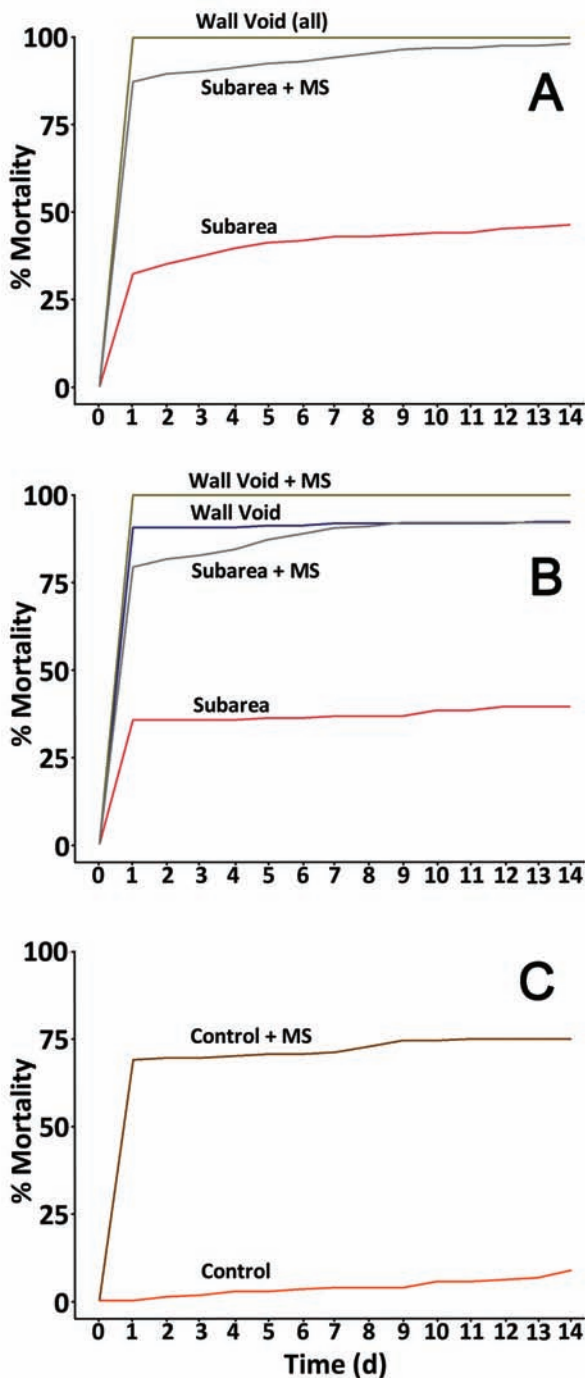 100
Wall Void (all)
Subarea + MS
A
75
% Mortality
50
Subarea
25
0
0 1 2 3 4 5 6 7 8 9 10 11 12 13 14
Wall Void + MS
100
Wall Void
Subarea + MS
B
75
% Mortality
50
Subarea
25
0
0 1 2 3 4 5 6 7 8 9 10 11 12 13 14
100
C
Control + MS
75
% Mortality
50
25
Control
0
0 1 2 3 4 5 6 7 8 9 10 11 12 13 14
Time (d)